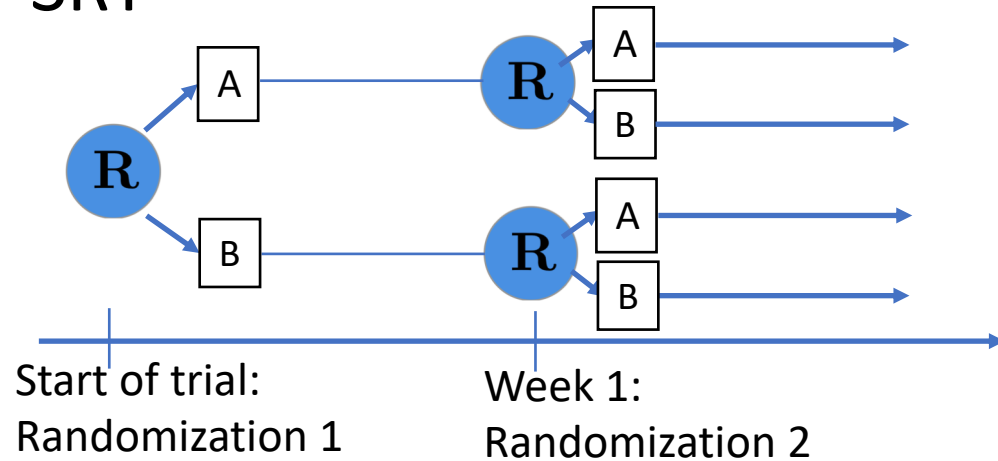 A
R
A
B
R
B
R
A
B
Start of trial:
Randomization 1
Week 1:
Randomization 2